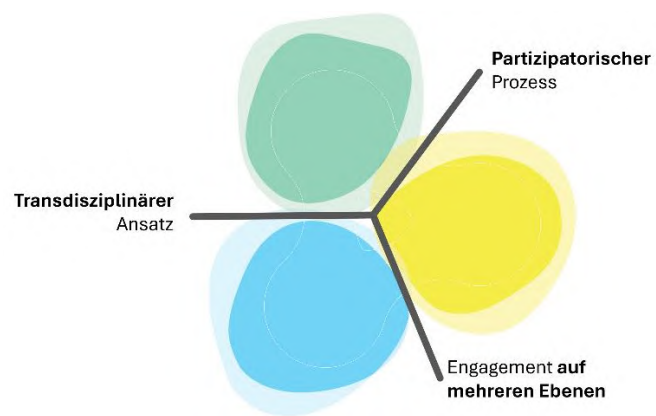 Partizipatorischer
Prozess
Transdisziplinärer
Ansatz
Engagement auf
mehreren Ebenen